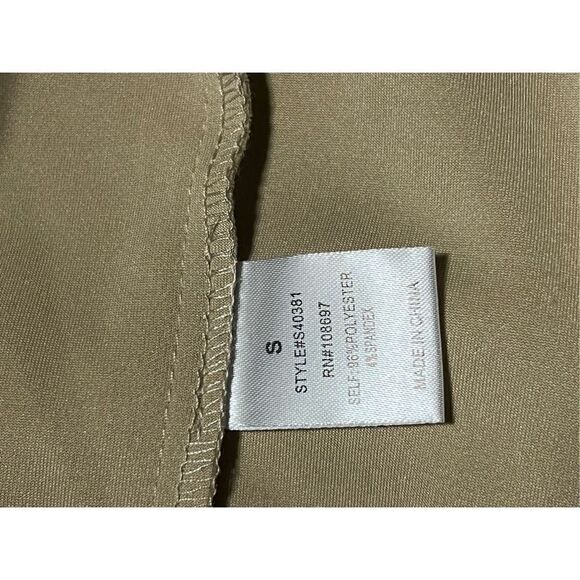 S
STYLE#S40381
RN#108697
SELF:96%POLYESTER
4%SPANDEX
MADE IN CHINA